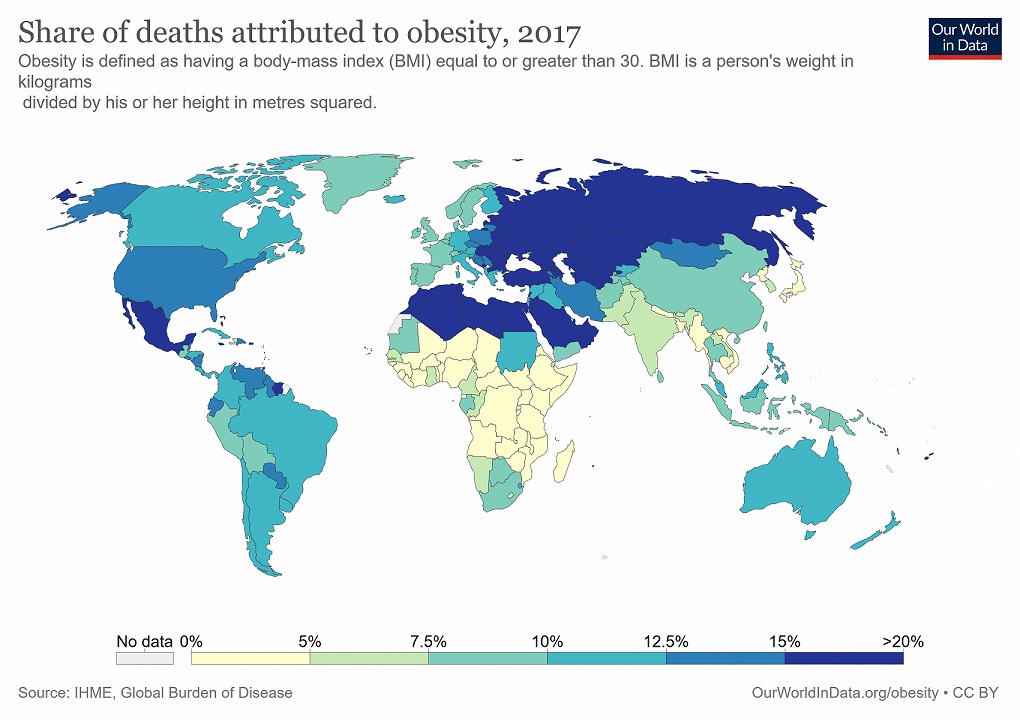 Share of deaths attributed to obesity, 2017
Our World
in Data
Obesity is defined as having a body-mass index (BMI) equal to or greater than 30. BMI is a person's weight in
kilograms
divided by his or her height in metres squared.
No data 0% 5% 7.5% 10% 12.5% 15% >20%
Source: IHME, Global Burden of Disease
OurWorldInData.org/obesity • CC BY